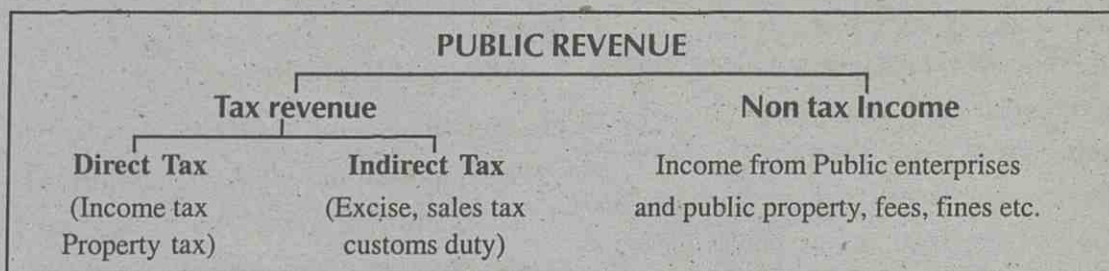 PUBLIC REVENUE
Tax revenue
Non tax Income
Direct Tax
Indirect Tax
Income from Public enterprises
(Income tax
(Excise, sales tax
and public property, fees, fines etc.
Property tax)
customs duty)